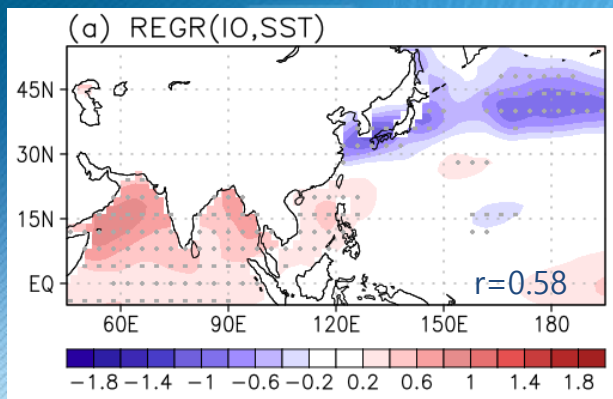 (a) REGR(IO,SST)
45N
30N
15N
EQ
r=0.58
60E 90E 120E 150E 180
-1.8 -1.4 -1 -0.6 -0.2 0.2 0.6 1 1.4 1.8